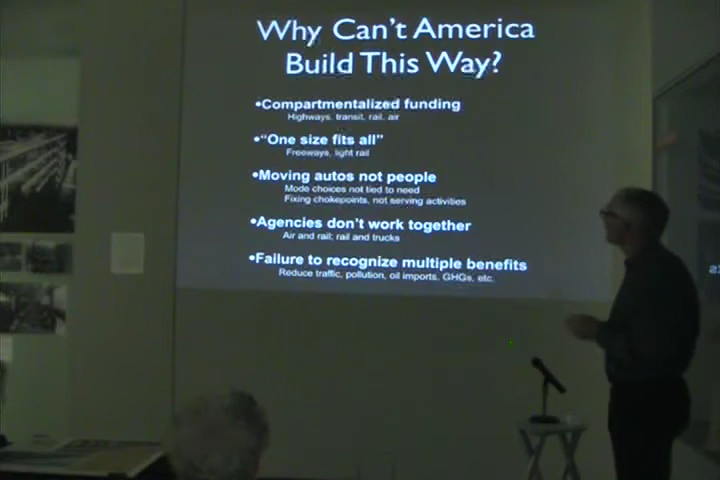 Why Can't America
Build This Way?
•Compartmentalized funding
Highways, transit, rail, air
•"One size fits all"
Freeways, light rail
•Moving autos not people
Mode choices not tied to need
Fixing chokepoints, not serving activities
•Agencies don't work together
Air and rail; rail and trucks
•Failure to recognize multiple benefits
Reduce traffic, pollution, oil imports, GHGs, etc.